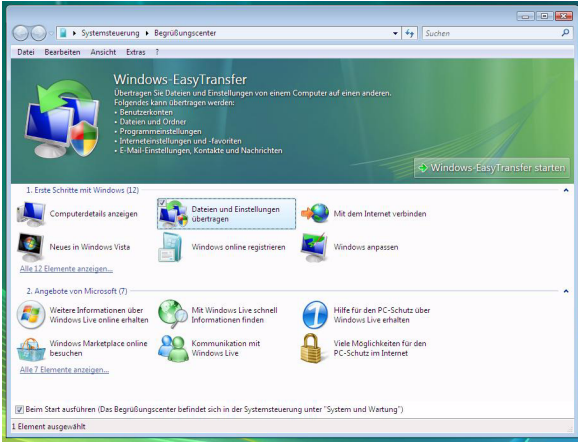 Systemsteuerung
Begrüßungscenter
Suchen
Datei Bearbeiten Ansicht Extras ?
Windows-EasyTransfer
Übertragen Sie Dateien und Einstellungen von einem Computer auf einen anderen.
Folgendes kann übertragen werden:
• Benutzerkonten
• Dateien und Ordner
• Programmeinstellungen
• Interneteinstellungen und -favoriten
• E-Mail-Einstellungen, Kontakte und Nachrichten
Windows-EasyTransfer starten
1. Erste Schritte mit Windows (12)
Computerdetails anzeigen
Dateien und Einstellungen
übertragen
Mit dem Internet verbinden
Neues in Windows Vista
Windows online registrieren
Windows anpassen
Alle 12 Elemente anzeigen...
2. Angebote von Microsoft (7)
Weitere Informationen über
Windows Live online erhalten
Mit Windows Live schnell
Informationen finden
Hilfe für den PC-Schutz über
Windows Live erhalten
Windows Marketplace online
besuchen
Kommunikation mit
Windows Live
Viele Möglichkeiten für den
PC-Schutz im Internet
Alle 7 Elemente anzeigen...
Beim Start ausführen (Das Begrüßungscenter befindet sich in der Systemsteuerung unter "System und Wartung")
1 Element ausgewählt